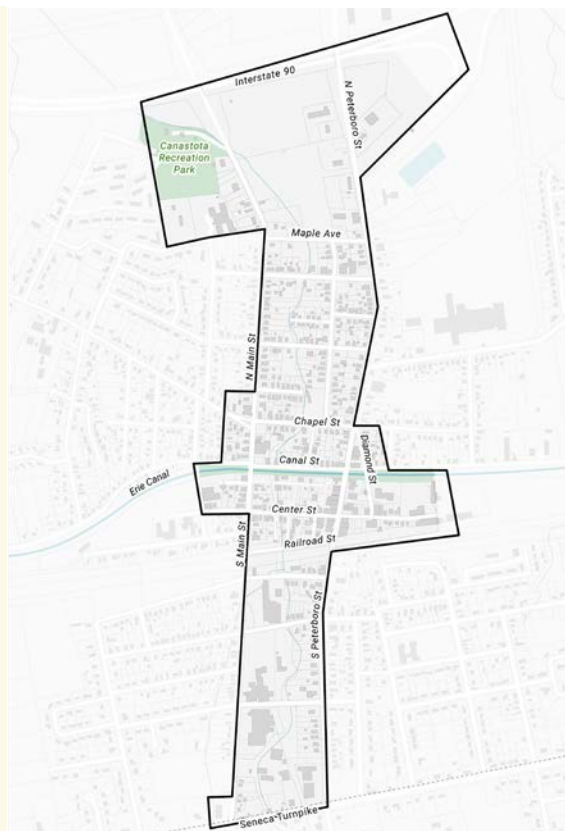 Interstate 90
N Peterboro St
Canastota
Recreation
Park
Maple Ave
N Main St
Chapel St
Diamond St
Canal St
Erie Canal
Center St
S Main St
Railroad St
S Peterboro St
Seneca-Turnpike